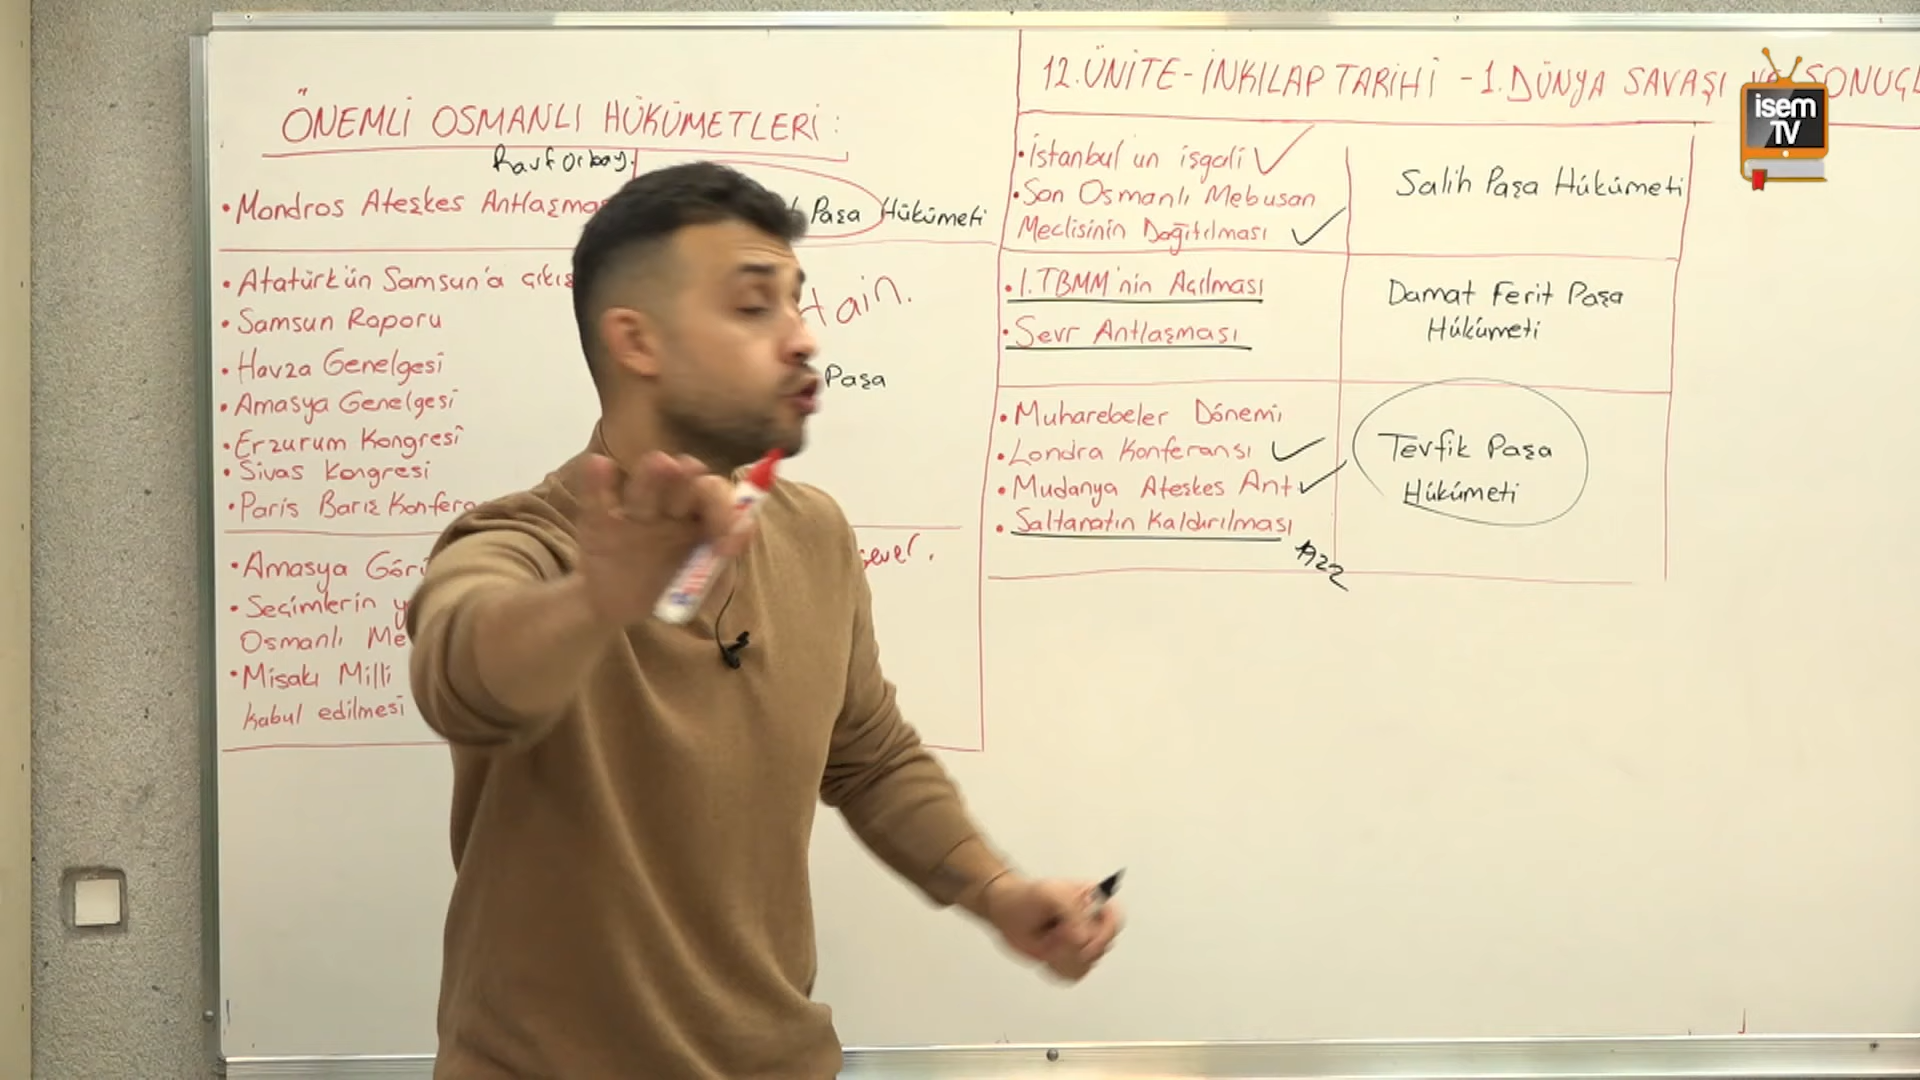 ÖNEMLİ OSMANLI HÜKÜMETLERİ:
Rauf Orbay.
• Mondros Ateşkes Antlaşma
Paşa Hükümeti
• Atatürk'ün Samsun'a çıkış
Hain.
• Samsun Raporu
• Havza Genelgesi
Paşa
• Amasya Genelgesi
• Erzurum Kongresi
• Sivas Kongresi
• Paris Barış Konfera
• Amasya Görü
sever.
• Seçimlerin y
Osmanlı Me
• Misakı Milli
kabul edilmesi
12.ÜNİTE-İNKILAP TARİHİ -1.DÜNYA SAVAŞI VE SONUÇL
• İstanbul'un işgali ✓
• Son Osmanlı Mebusan
Meclisinin Dağıtılması ✓
Salih Paşa Hükümeti
• 1.TBMM'nin Açılması
• Sevr Antlaşması
Damat Ferit Paşa
Hükümeti
• Muharebeler Dönemi
• Londra Konferansı ✓
• Mudanya Ateşkes Ant. ✓
• Saltanatın Kaldırılması
1922
Tevfik Paşa
Hükümeti
isem
TV